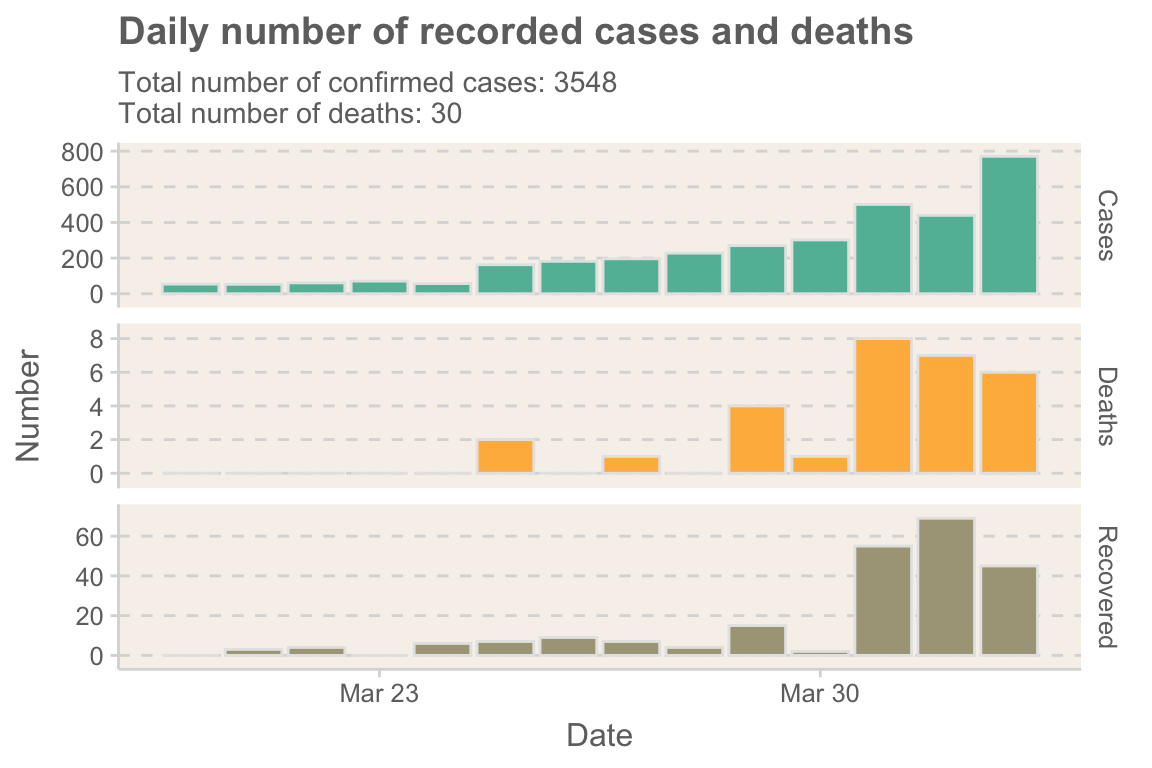 Daily number of recorded cases and deaths
Total number of confirmed cases: 3548
Total number of deaths: 30
800
600
400
200
0
Cases
8
6
4
2
0
Deaths
60
40
20
0
Recovered
Number
Mar 23
Mar 30
Date